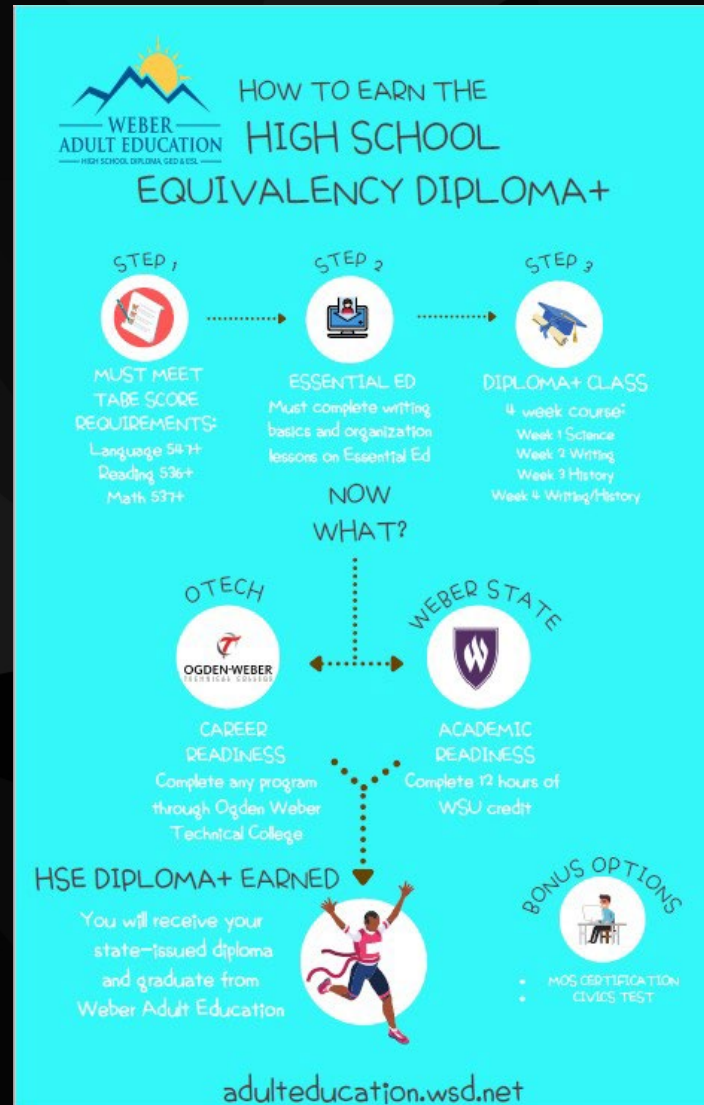 WEBER
ADULT EDUCATION
HIGH SCHOOL DIPLOMA, GED & ESL
HOW TO EARN THE
HIGH SCHOOL
EQUIVALENCY DIPLOMA+
STEP 1
MUST MEET
TABE SCORE
REQUIREMENTS:
Language 547+
Reading 536+
Math 537+
STEP 2
ESSENTIAL ED
Must complete writing
basics and organization
lessons on Essential Ed
STEP 3
DIPLOMA+ CLASS
4 week course:
Week 1 Science
Week 2 Writing
Week 3 History
Week 4 Writing/History
NOW
WHAT?
OTECH
OGDEN-WEBER
TECHNICAL COLLEGE
CAREER
READINESS
Complete any program
through Ogden Weber
Technical College
WEBER STATE
W
ACADEMIC
READINESS
Complete 12 hours of
WSU credit
HSE DIPLOMA+ EARNED
You will receive your
state-issued diploma
and graduate from
Weber Adult Education
BONUS OPTIONS
• MOS CERTIFICATION
• CIVICS TEST
adulteducation.wsd.net